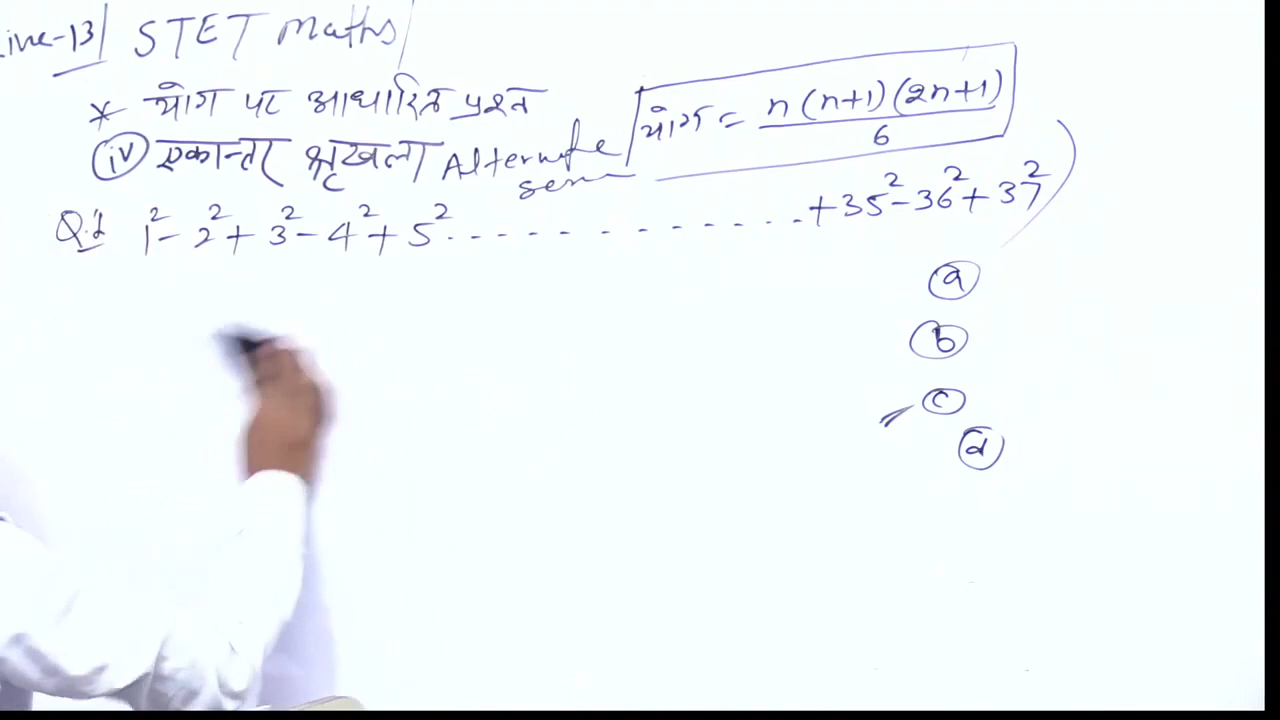 ive-13| STET Maths
* योग पर आधारित प्रश्न
(iv) एकान्तर श्रृखला Alternate
योग = n(n+1)(2n+1) / 6
Q.1 1² - 2² + 3² - 4² + 5² - - - - - - - - - - - + 35² - 36² + 37²
(a)
(b)
(c)
(d)